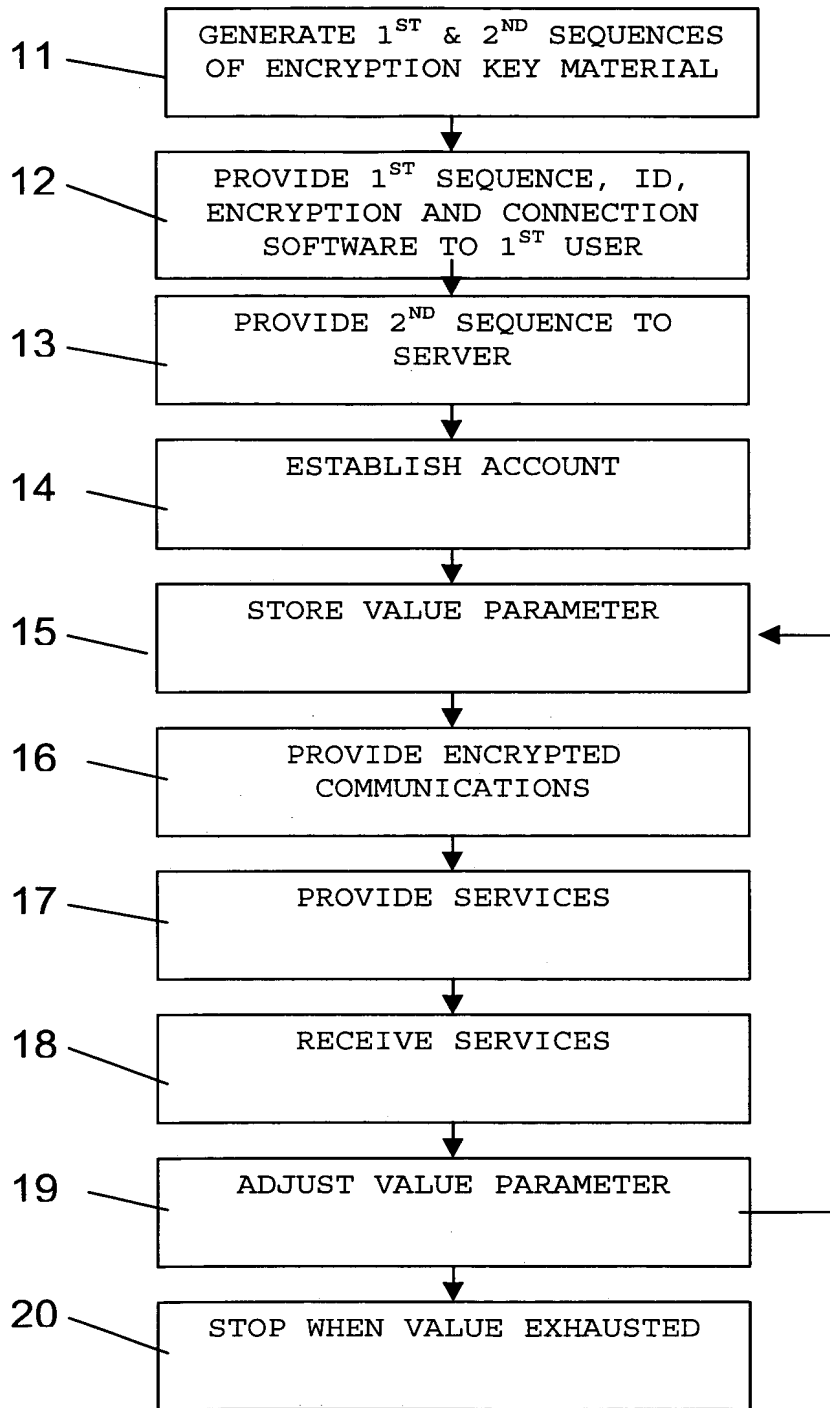 11
GENERATE 1ST & 2ND SEQUENCES
OF ENCRYPTION KEY MATERIAL
12
PROVIDE 1ST SEQUENCE, ID,
ENCRYPTION AND CONNECTION
SOFTWARE TO 1ST USER
13
PROVIDE 2ND SEQUENCE TO
SERVER
14
ESTABLISH ACCOUNT
15
STORE VALUE PARAMETER
16
PROVIDE ENCRYPTED
COMMUNICATIONS
17
PROVIDE SERVICES
18
RECEIVE SERVICES
19
ADJUST VALUE PARAMETER
20
STOP WHEN VALUE EXHAUSTED